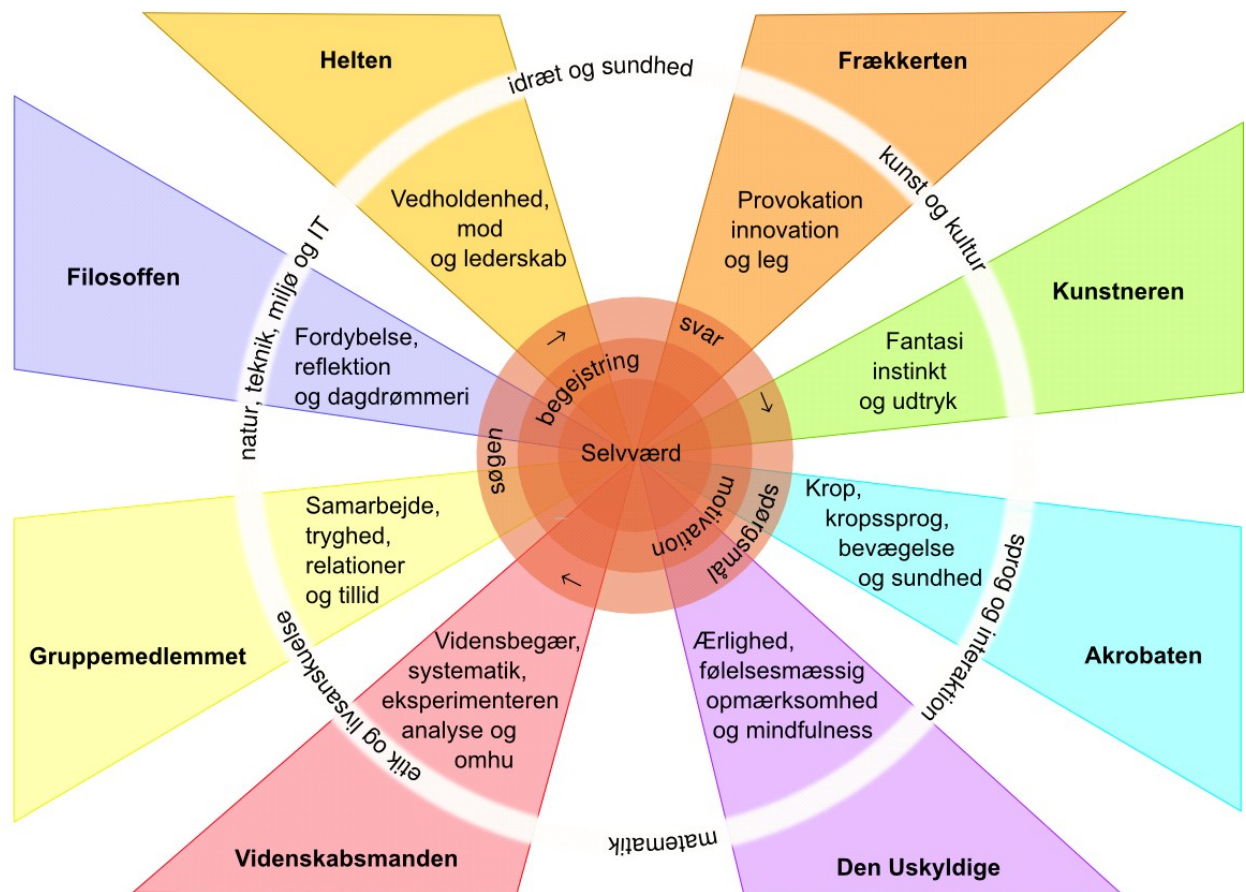 Helten
Frækkerten
idræt og sundhed
kunst og kultur
Vedholdenhed,
mod
og lederskab
Provokation
innovation
og leg
Filosoffen
natur, teknik, miljø og IT
Fordybelse,
reflektion
og dagdrømmeri
Kunstneren
Fantasi
instinkt
og udtryk
→
svar
→
begejstring
søgen
Selvværd
motivation
spørgsmål
→
Krop,
kropssprog,
bevægelse
og sundhed
sprog og interaktion
Akrobaten
Samarbejde,
tryghed,
relationer
og tillid
Gruppemedlemmet
etik og livsanskuelse
Vidensbegær,
systematik,
eksperimenteren
analyse og
omhu
Videnskabsmanden
Ærlighed,
følelsesmæssig
opmærksomhed
og mindfulness
matematik
Den Uskyldige